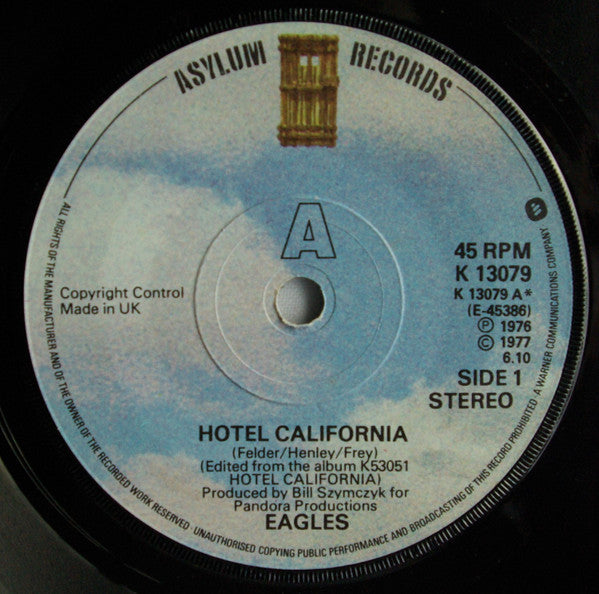 ASYLUM RECORDS
A
Copyright Control
Made in UK
45 RPM
K 13079
K 13079 A*
(E-45386)
Ⓟ 1976
© 1977
6.10
SIDE 1
STEREO
HOTEL CALIFORNIA
(Felder/Henley/Frey)
(Edited from the album K53051
HOTEL CALIFORNIA)
Produced by Bill Szymczyk for
Pandora Productions
EAGLES
ALL RIGHTS OF THE MANUFACTURER AND OF THE OWNER OF THE RECORDED WORK RESERVED UNAUTHORISED COPYING PUBLIC PERFORMANCE AND BROADCASTING OF THIS RECORD PROHIBITED A WARNER COMMUNICATIONS COMPANY